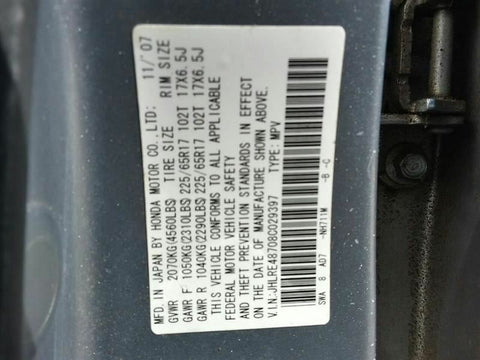 MFD. IN JAPAN BY HONDA MOTOR CO., LTD: 11/'07
TIRE SIZE RIM SIZE
GVWR 2070KG(4560LBS)
GAWR F 1050KG(2310LBS) 225/65R17 102T 17X6.5J
GAWR R 1040KG(2290LBS) 225/65R17 102T 17X6.5J
THIS VEHICLE CONFORMS TO ALL APPLICABLE
FEDERAL MOTOR VEHICLE SAFETY
AND THEFT PREVENTION STANDARDS IN EFFECT
ON THE DATE OF MANUFACTURE SHOWN ABOVE.
V.I.N:JHLRE48708C029397 TYPE: MPV
SWA 8 AD7 -NH711M -B -C